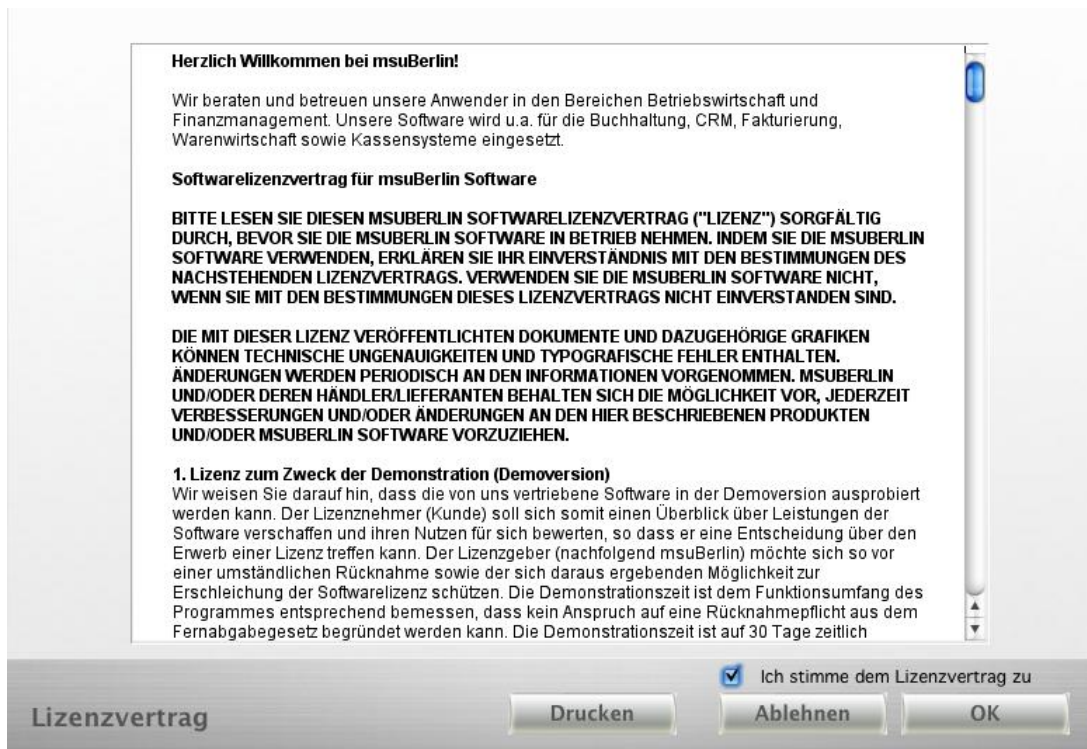 Herzlich Willkommen bei msuBerlin!
Wir beraten und betreuen unsere Anwender in den Bereichen Betriebswirtschaft und
Finanzmanagement. Unsere Software wird u.a. für die Buchhaltung, CRM, Fakturierung,
Warenwirtschaft sowie Kassensysteme eingesetzt.
Softwarelizenzvertrag für msuBerlin Software
BITTE LESEN SIE DIESEN MSUBERLIN SOFTWARELIZENZVERTRAG ("LIZENZ") SORGFÄLTIG
DURCH, BEVOR SIE DIE MSUBERLIN SOFTWARE IN BETRIEB NEHMEN. INDEM SIE DIE MSUBERLIN
SOFTWARE VERWENDEN, ERKLÄREN SIE IHR EINVERSTÄNDNIS MIT DEN BESTIMMUNGEN DES
NACHSTEHENDEN LIZENZVERTRAGS. VERWENDEN SIE DIE MSUBERLIN SOFTWARE NICHT,
WENN SIE MIT DEN BESTIMMUNGEN DIESES LIZENZVERTRAGS NICHT EINVERSTANDEN SIND.
DIE MIT DIESER LIZENZ VERÖFFENTLICHTEN DOKUMENTE UND DAZUGEHÖRIGE GRAFIKEN
KÖNNEN TECHNISCHE UNGENAUIGKEITEN UND TYPOGRAFISCHE FEHLER ENTHALTEN.
ÄNDERUNGEN WERDEN PERIODISCH AN DEN INFORMATIONEN VORGENOMMEN. MSUBERLIN
UND/ODER DEREN HÄNDLER/LIEFERANTEN BEHALTEN SICH DIE MÖGLICHKEIT VOR, JEDERZEIT
VERBESSERUNGEN UND/ODER ÄNDERUNGEN AN DEN HIER BESCHRIEBENEN PRODUKTEN
UND/ODER MSUBERLIN SOFTWARE VORZUZIEHEN.
1. Lizenz zum Zweck der Demonstration (Demoversion)
Wir weisen Sie darauf hin, dass die von uns vertriebene Software in der Demoversion ausprobiert
werden kann. Der Lizenznehmer (Kunde) soll sich somit einen Überblick über Leistungen der
Software verschaffen und ihren Nutzen für sich bewerten, so dass er eine Entscheidung über den
Erwerb einer Lizenz treffen kann. Der Lizenzgeber (nachfolgend msuBerlin) möchte sich so vor
einer umständlichen Rücknahme sowie der sich daraus ergebenden Möglichkeit zur
Erschleichung der Softwarelizenz schützen. Die Demonstrationszeit ist dem Funktionsumfang des
Programmes entsprechend bemessen, dass kein Anspruch auf eine Rücknahmepflicht aus dem
Fernabgabegesetz begründet werden kann. Die Demonstrationszeit ist auf 30 Tage zeitlich
Ich stimme dem Lizenzvertrag zu
Lizenzvertrag
Drucken
Ablehnen
OK